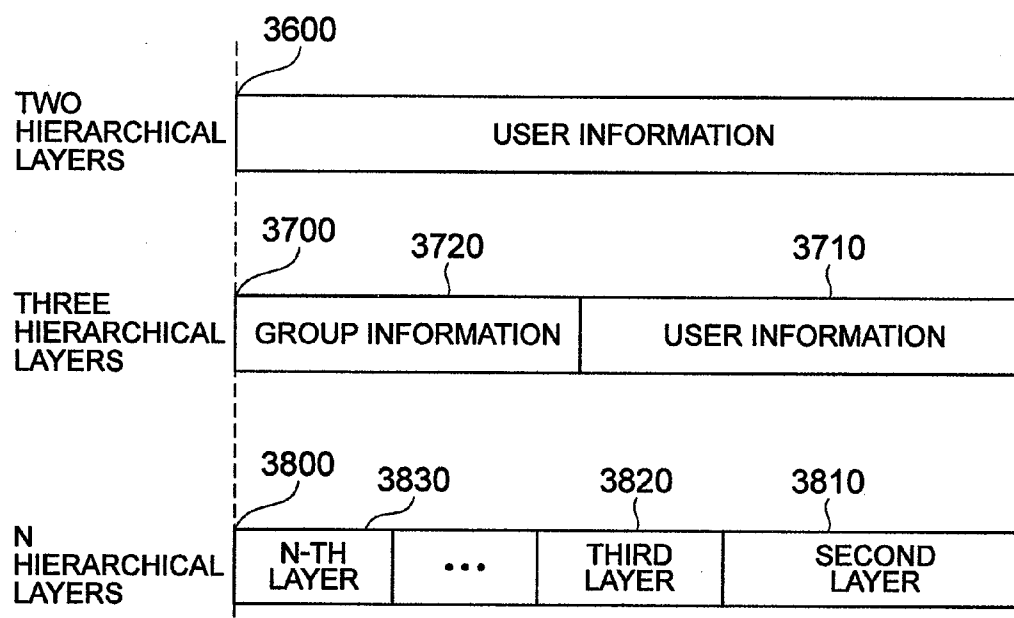 3600
TWO
HIERARCHICAL
LAYERS
USER INFORMATION
3700
3720
3710
THREE
HIERARCHICAL
LAYERS
GROUP INFORMATION
USER INFORMATION
3800
3830
3820
3810
N
HIERARCHICAL
LAYERS
N-TH
LAYER
•••
THIRD
LAYER
SECOND
LAYER